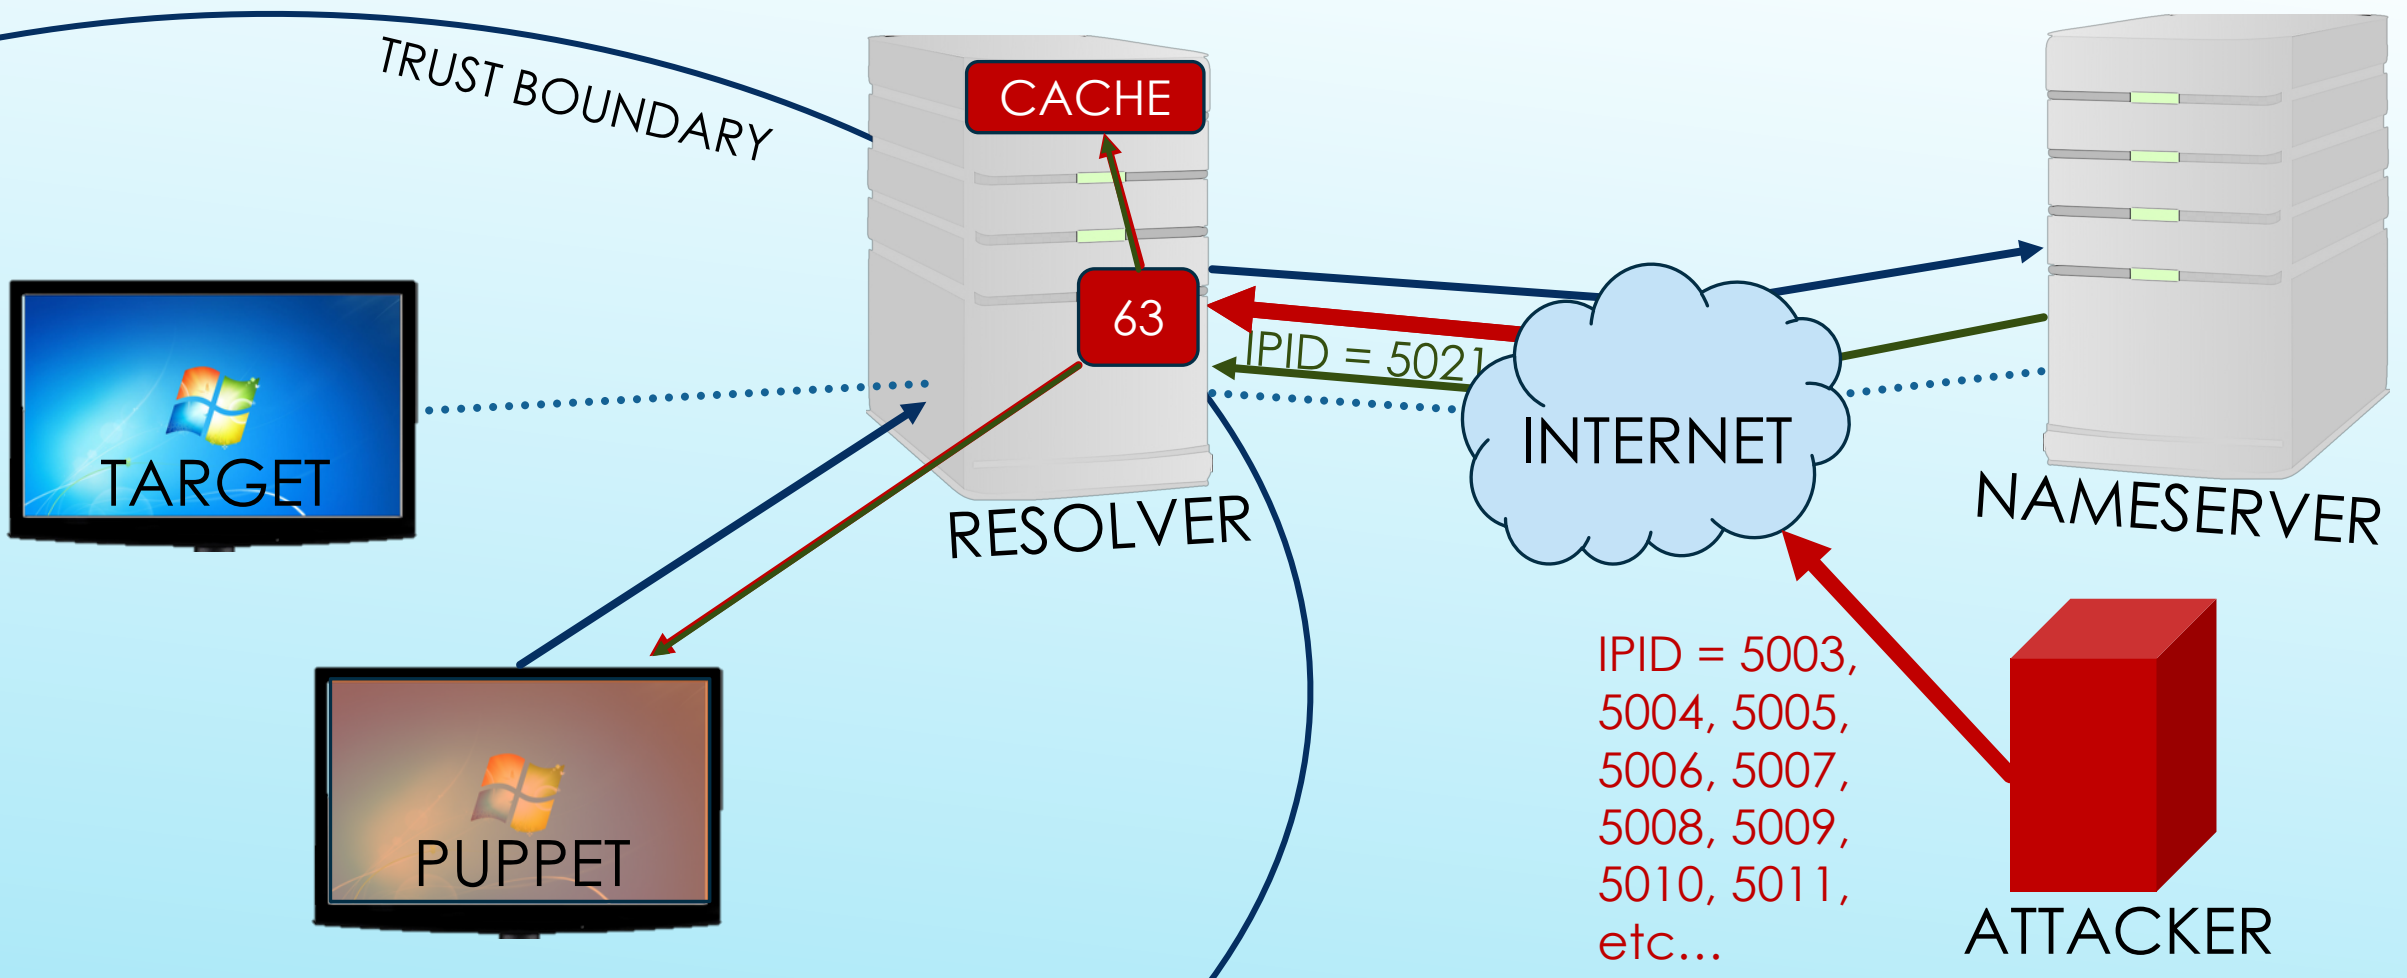 TRUST BOUNDARY
CACHE
63
IPID = 5021
INTERNET
TARGET
RESOLVER
NAMESERVER
PUPPET
IPID = 5003,
5004, 5005,
5006, 5007,
5008, 5009,
5010, 5011,
etc...
ATTACKER